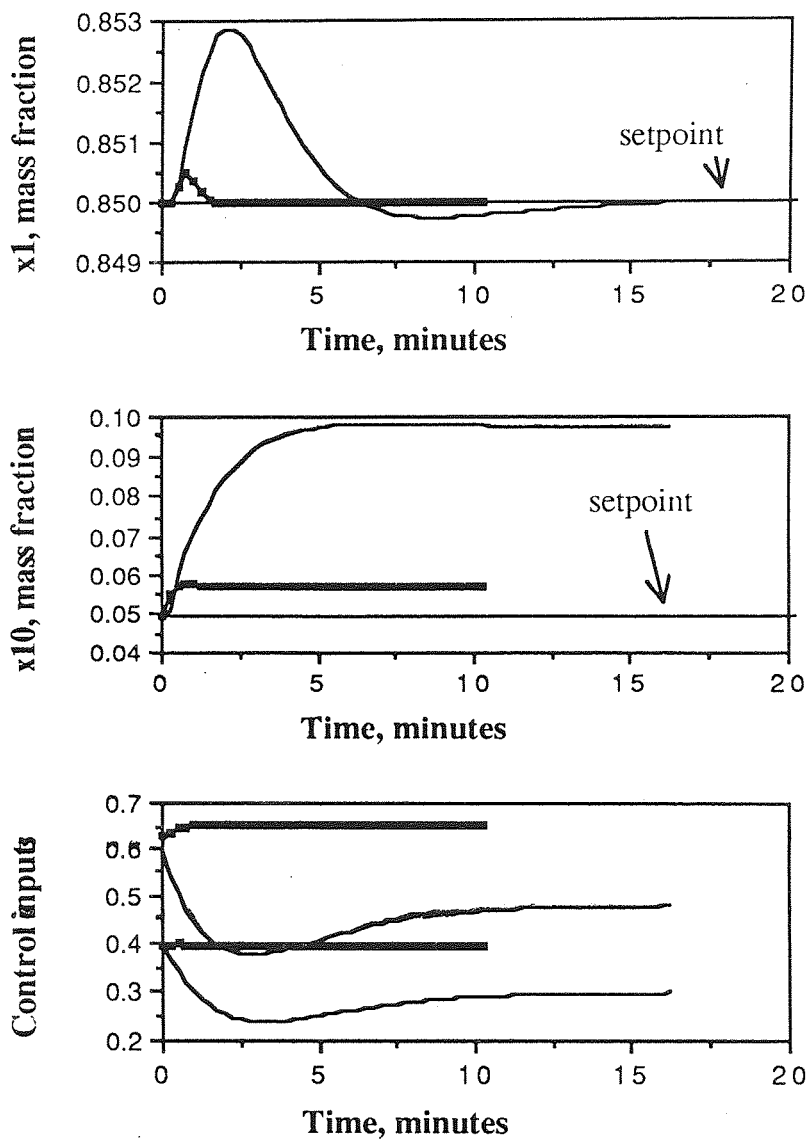 0.853
0.852
0.851
0.850
0.849
x1, mass fraction
setpoint
0 5 10 15 20
Time, minutes
0.10
0.09
0.08
0.07
0.06
0.05
0.04
x10, mass fraction
setpoint
0 5 10 15 20
Time, minutes
0.7
0.6
0.5
0.4
0.3
0.2
Control inputs
0 5 10 15 20
Time, minutes